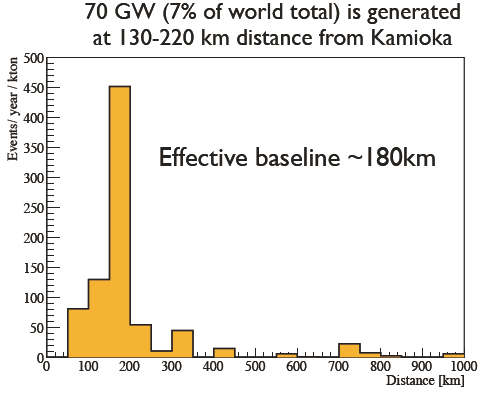 70 GW (7% of world total) is generated
at 130-220 km distance from Kamioka
Events/ year / kton
500
450
400
350
300
250
200
150
100
50
0
Effective baseline ~180km
0 100 200 300 400 500 600 700 800 900 1000
Distance [km]